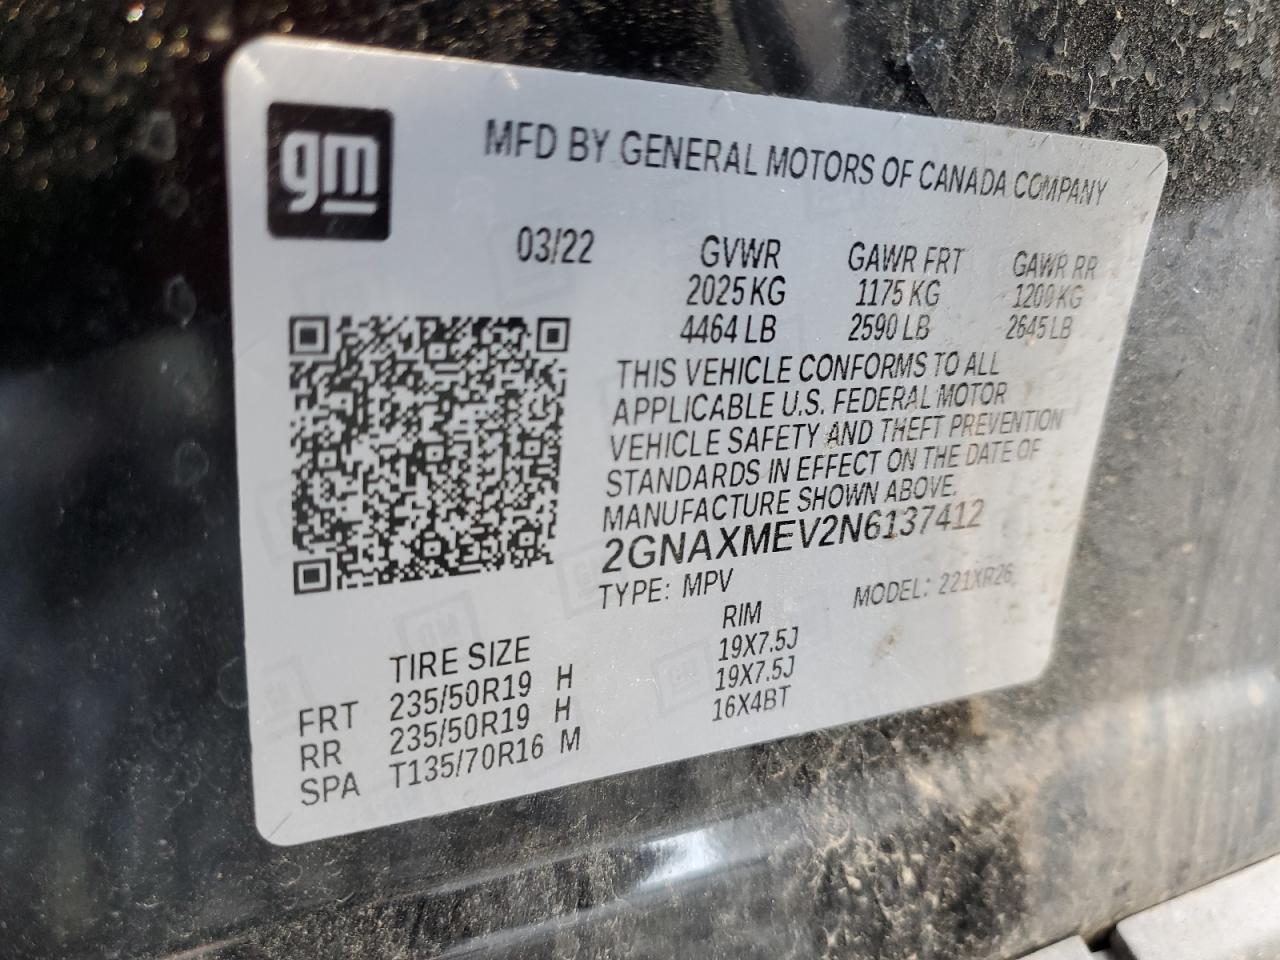 gm
MFD BY GENERAL MOTORS OF CANADA COMPANY
03/22 GVWR GAWR FRT GAWR RR
2025 KG 1175 KG 1200 KG
4464 LB 2590 LB 2645 LB
THIS VEHICLE CONFORMS TO ALL
APPLICABLE U.S. FEDERAL MOTOR
VEHICLE SAFETY AND THEFT PREVENTION
STANDARDS IN EFFECT ON THE DATE OF
MANUFACTURE SHOWN ABOVE.
2GNAXMEV2N6137412
TYPE: MPV MODEL: 221XR26
TIRE SIZE RIM
FRT 235/50R19 H 19X7.5J
RR 235/50R19 H 19X7.5J
SPA T135/70R16 M 16X4BT